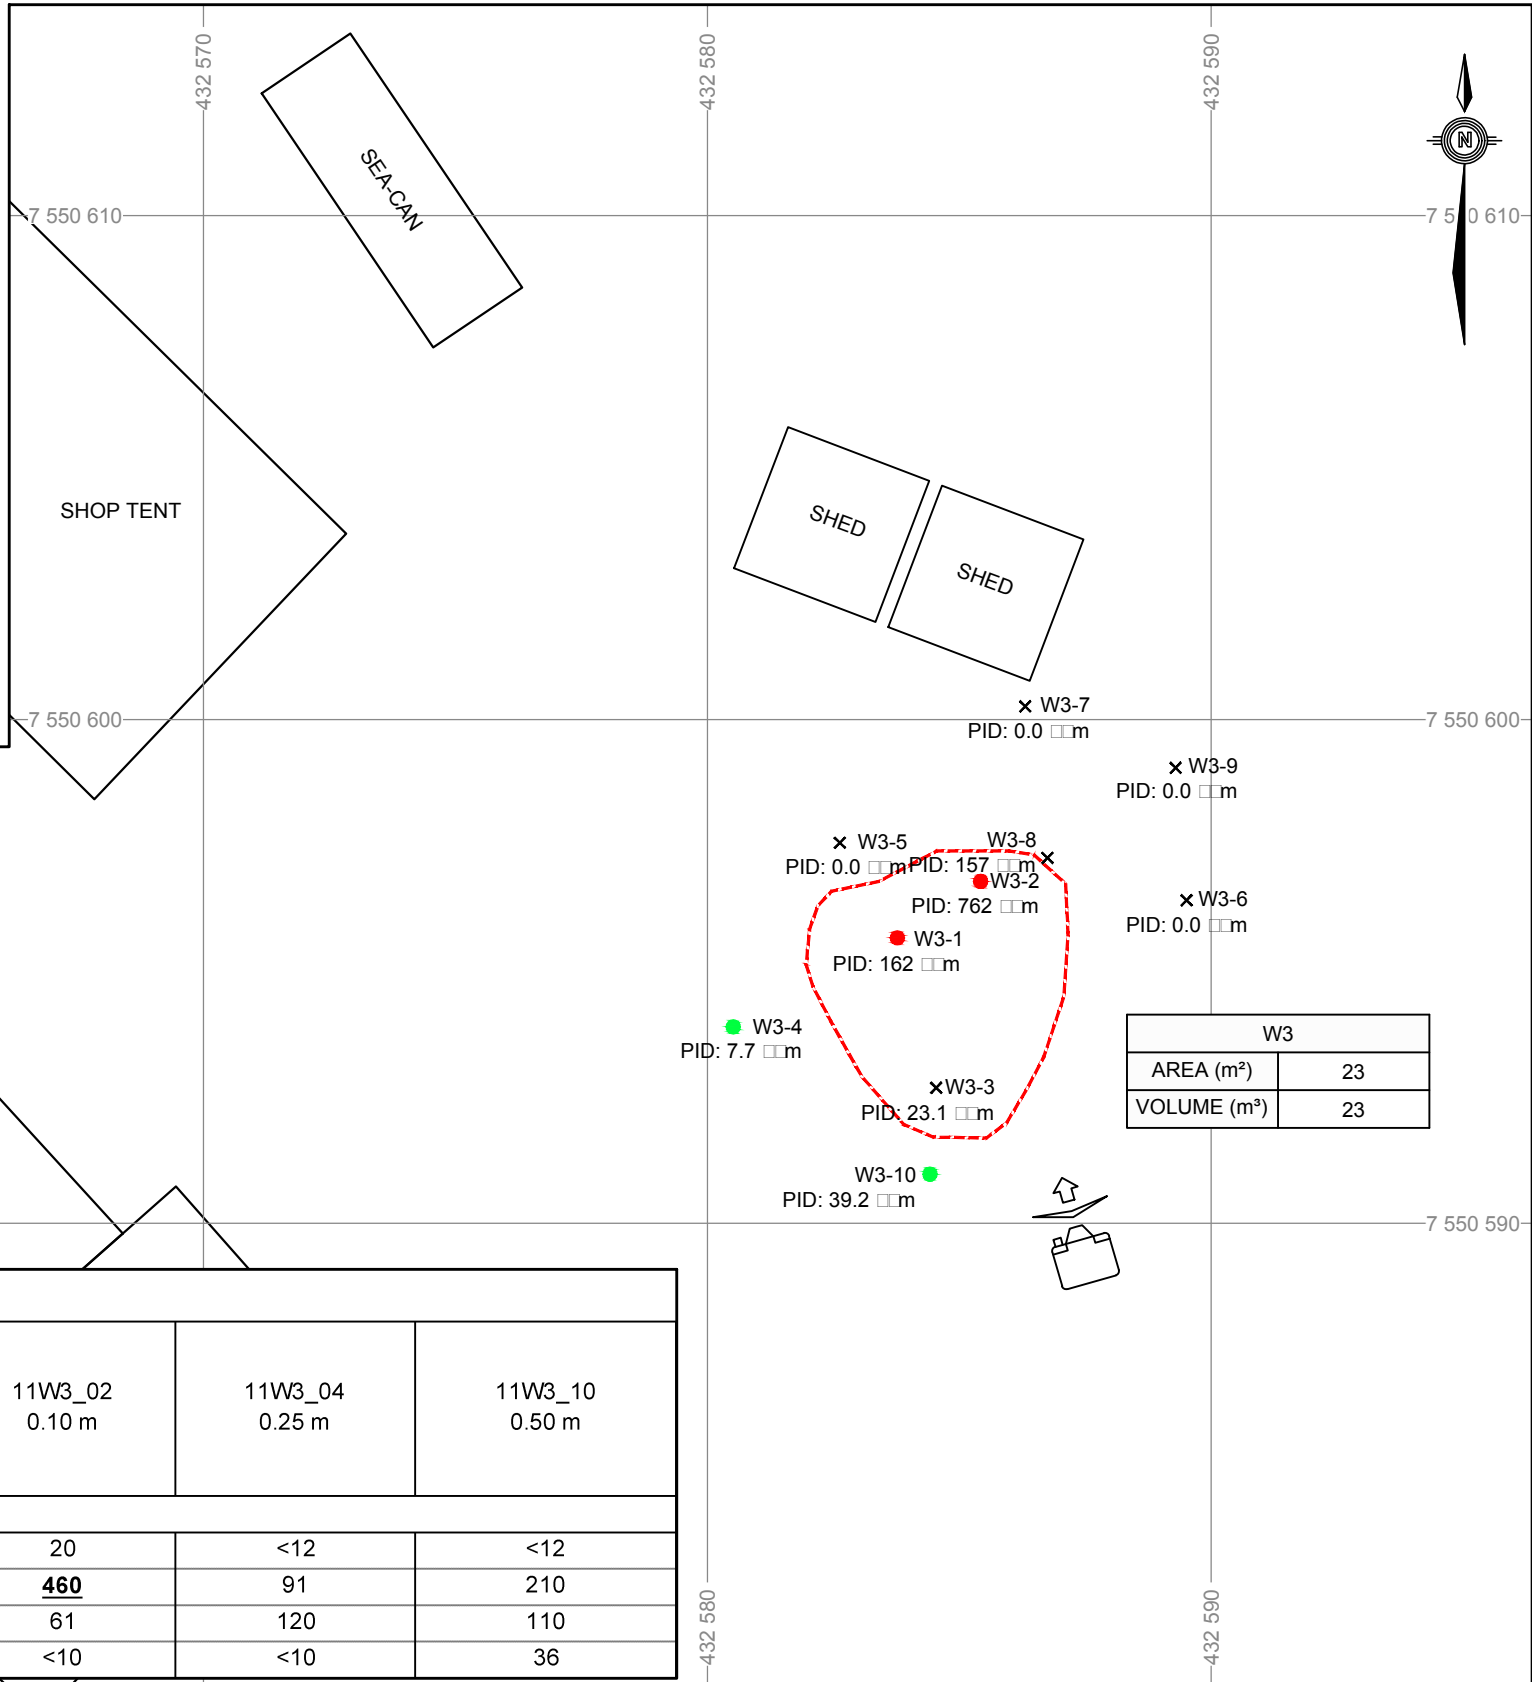 432 570
432 580
432 590
SEA-CAN
N
7 550 610
7 550 610
SHOP TENT
SHED
SHED
W3-7
PID: 0.0 □□m
7 550 600
7 550 600
W3-9
PID: 0.0 □□m
W3-5
PID: 0.0 □□m
W3-8
PID: 157 □□m
W3-2
PID: 762 □□m
W3-6
PID: 0.0 □□m
W3-1
PID: 162 □□m
W3-4
PID: 7.7 □□m
W3-3
PID: 23.1 □□m
W3
AREA (m²) 23
VOLUME (m³) 23
W3-10
PID: 39.2 □□m
7 550 590
11W3_02 11W3_04 11W3_10
0.10 m 0.25 m 0.50 m
20 <12 <12
460 91 210
61 120 110
<10 <10 36
432 580
432 590